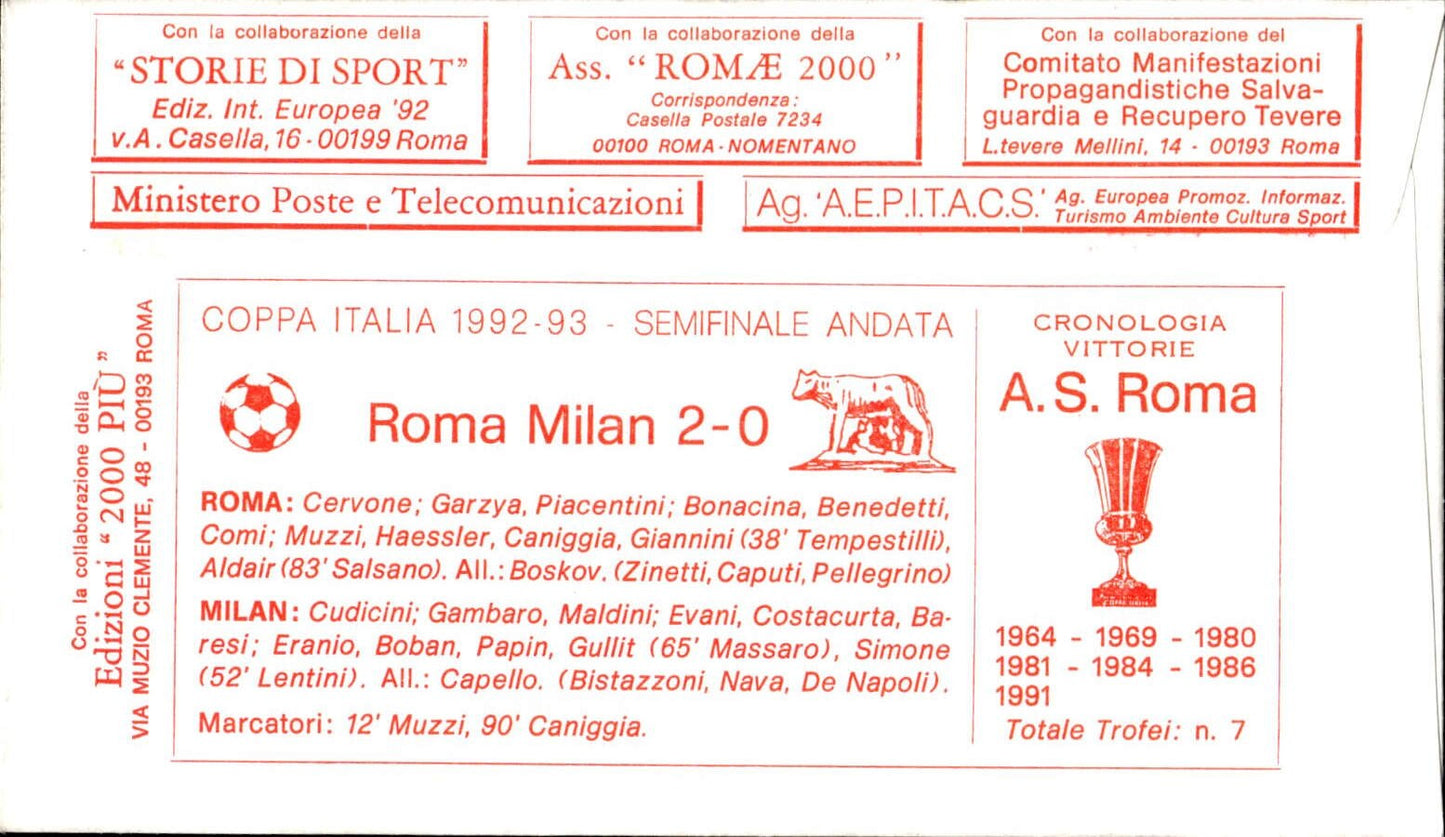 Con la collaborazione della
“STORIE DI SPORT”
Ediz. Int. Europea '92
v.A. Casella, 16 - 00199 Roma
Con la collaborazione della
Ass. “ROMÆ 2000”
Corrispondenza:
Casella Postale 7234
00100 ROMA - NOMENTANO
Con la collaborazione del
Comitato Manifestazioni
Propagandistiche Salva-
guardia e Recupero Tevere
L.tevere Mellini, 14 - 00193 Roma
Ministero Poste e Telecomunicazioni
Ag. 'A.E.P.I.T.A.C.S.' Ag. Europea Promoz. Informaz.
Turismo Ambiente Cultura Sport
Con la collaborazione della
Edizioni “2000 PIÙ”
VIA MUZIO CLEMENTE, 48 - 00193 ROMA
COPPA ITALIA 1992-93 - SEMIFINALE ANDATA
Roma Milan 2-0
ROMA: Cervone; Garzya, Piacentini; Bonacina, Benedetti,
Comi; Muzzi, Haessler, Caniggia, Giannini (38' Tempestilli),
Aldair (83' Salsano). All.: Boskov. (Zinetti, Caputi, Pellegrino)
MILAN: Cudicini; Gambaro, Maldini; Evani, Costacurta, Ba-
resi; Eranio, Boban, Papin, Gullit (65' Massaro), Simone
(52' Lentini). All.: Capello. (Bistazzoni, Nava, De Napoli).
Marcatori: 12' Muzzi, 90' Caniggia.
CRONOLOGIA
VITTORIE
A.S. Roma
COPPA ITALIA
1964 - 1969 - 1980
1981 - 1984 - 1986
1991
Totale Trofei: n. 7